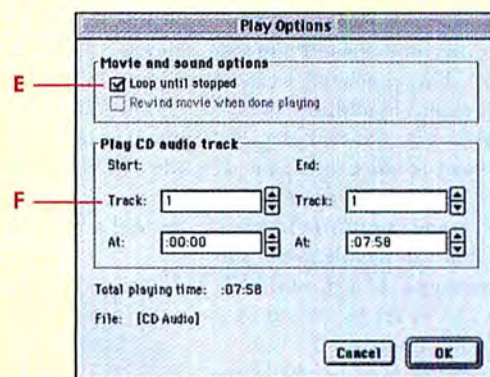 Play Options
Movie and sound options
E
Loop until stopped
Rewind movie when done playing
Play CD audio track
Start: End:
F
Track: 1 Track: 1
At: :00:00 At: :07:58
Total playing time: :07:58
File: [CD Audio]
Cancel OK